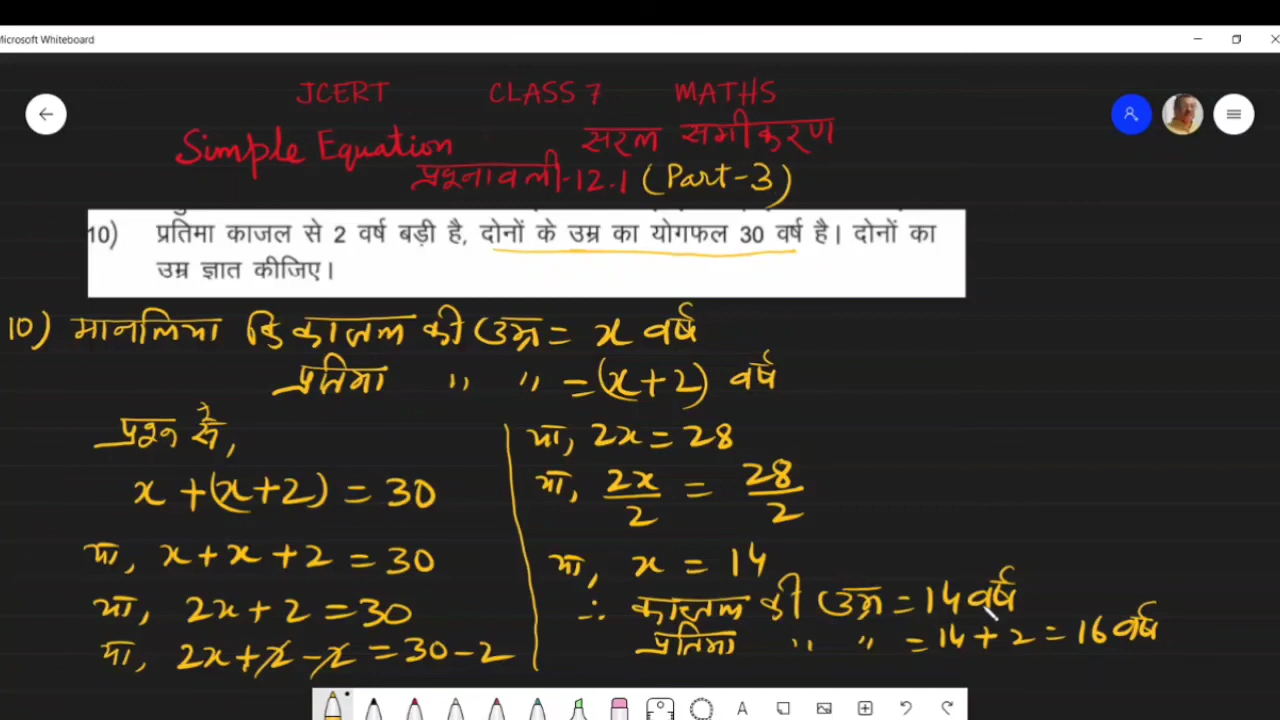 Microsoft Whiteboard
JCERT CLASS 7 MATHS
Simple Equation सरल समीकरण
प्रश्नावली-12.1 (Part-3)
10) प्रतिमा काजल से 2 वर्ष बड़ी है, दोनों के उम्र का योगफल 30 वर्ष है। दोनों का
उम्र ज्ञात कीजिए।
10) मानलिया कि काजल की उम्र = x वर्ष
प्रतिमा " " = (x+2) वर्ष
प्रश्न से,
x + (x+2) = 30
या, x + x + 2 = 30
या, 2x + 2 = 30
या, 2x + 2 - 2 = 30 - 2
या, 2x = 28
या, 2x/2 = 28/2
या, x = 14
∴ काजल की उम्र = 14 वर्ष
प्रतिमा " " = 14 + 2 = 16 वर्ष
A